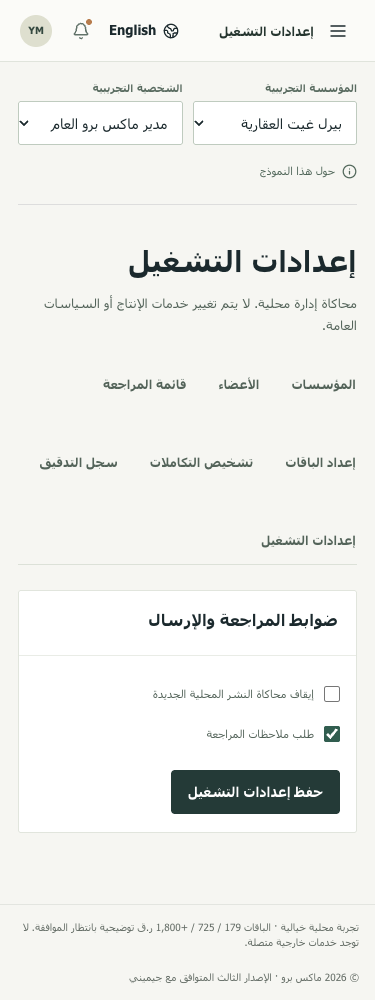 إعدادات التشغيل
English
YM
المؤسسة التجريبية
الشخصية التجريبية
بيرل غيت العقارية
مدير ماكس برو العام
حول هذا النموذج
إعدادات التشغيل
محاكاة إدارة محلية. لا يتم تغيير خدمات الإنتاج أو السياسات
العامة.
المؤسسات
الأعضاء
قائمة المراجعة
إعداد الباقات
تشخيص التكاملات
سجل التدقيق
إعدادات التشغيل
ضوابط المراجعة والإرسال
إيقاف محاكاة النشر المحلية الجديدة
طلب ملاحظات المراجعة
حفظ إعدادات التشغيل
تجربة محلية خيالية · الباقات 179 / 725 / +1,800 ر.ق توضيحية بانتظار الموافقة. لا
توجد خدمات خارجية متصلة.
© 2026 ماكس برو · الإصدار الثالث المتوافق مع جيميني